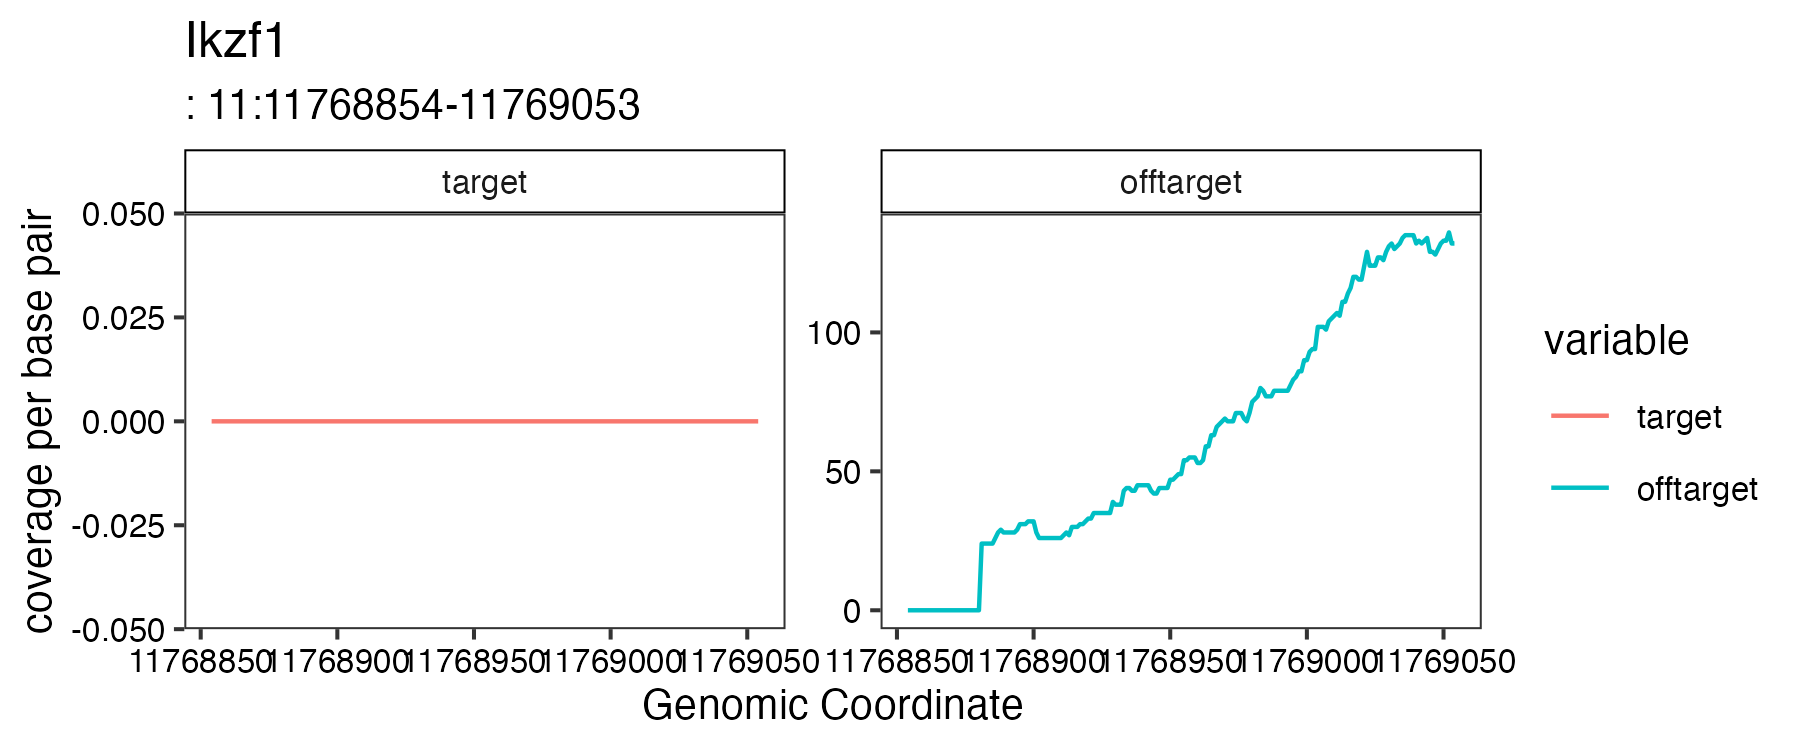 Ikzf1
: 11:11768854-11769053
target
offtarget
coverage per base pair
0.050
0.025
0.000
-0.025
-0.050
100
50
0
11768850 11768900 11768950 11769000 11769050
11768850 11768900 11768950 11769000 11769050
Genomic Coordinate
variable
target
offtarget